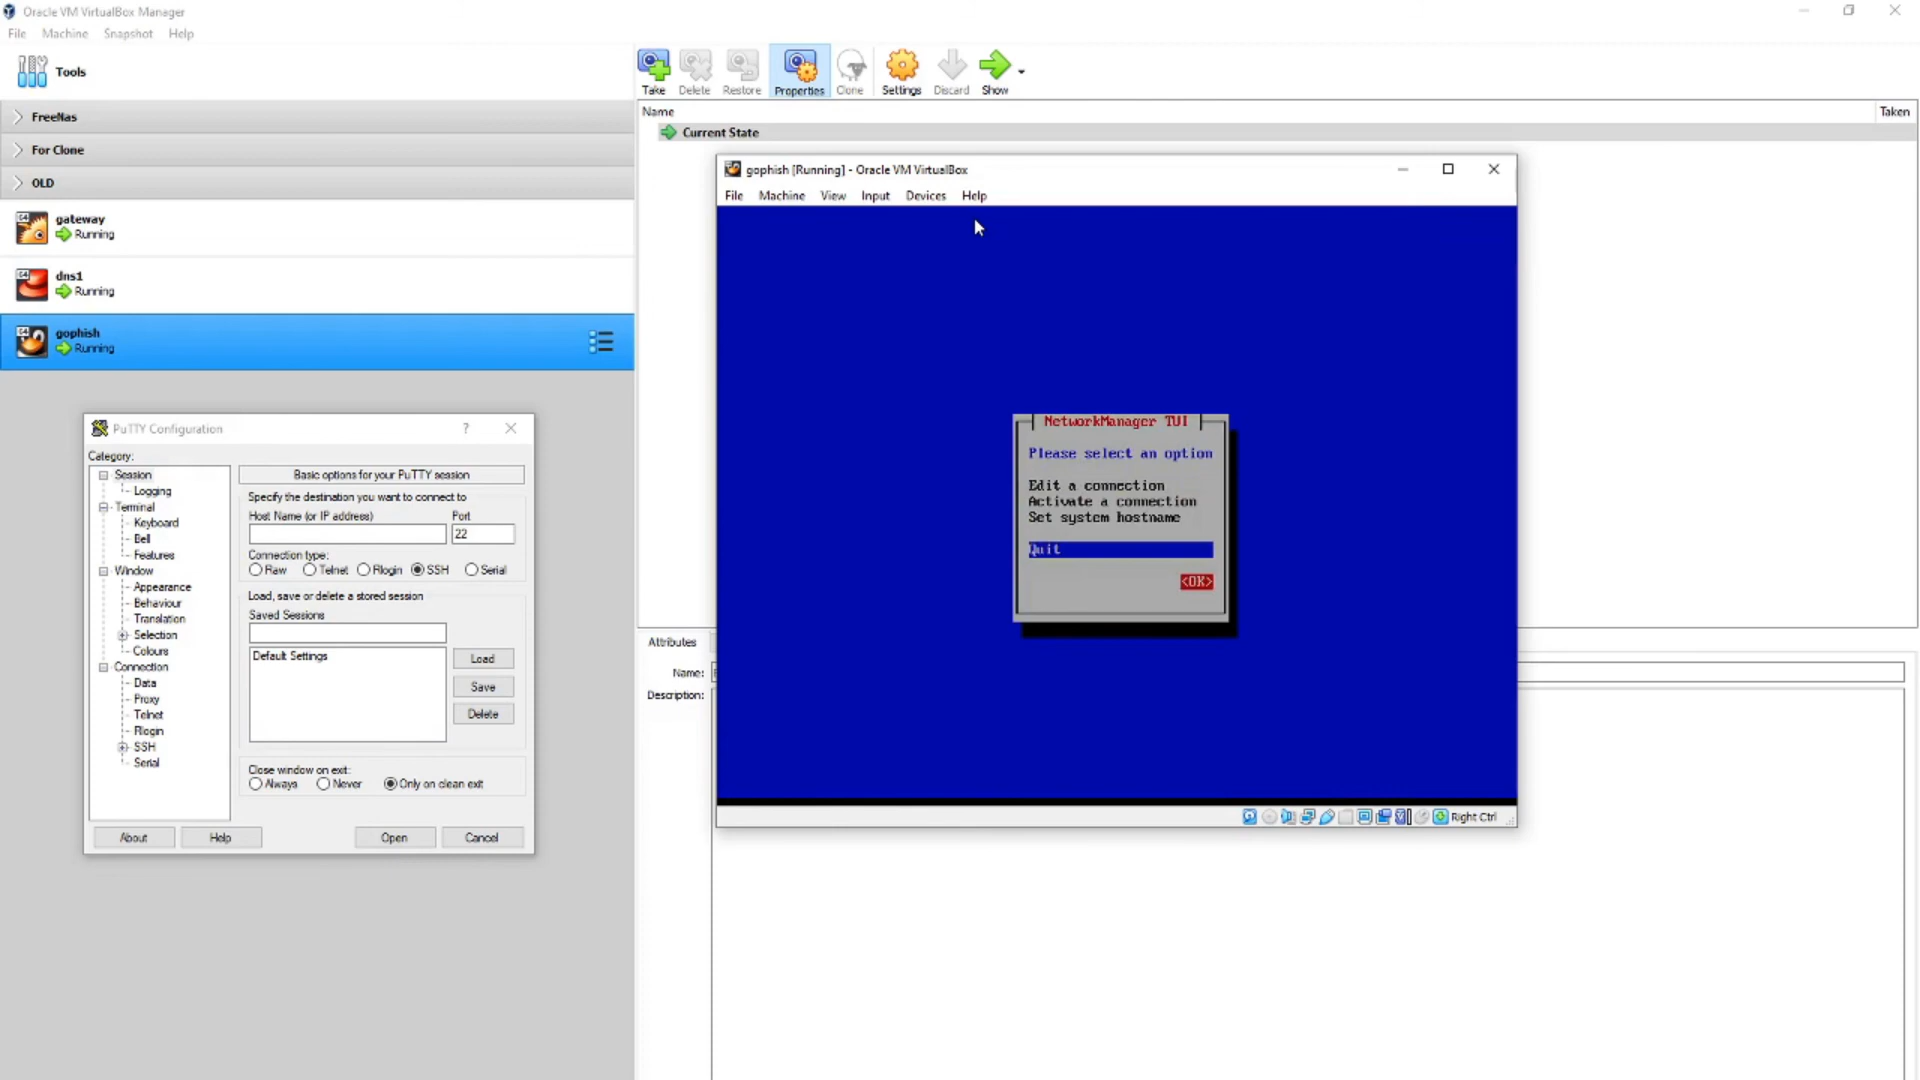 Oracle VM VirtualBox Manager
File Machine Snapshot Help
Tools
Take Delete Restore Properties Clone Settings Discard Show
FreeNas
For Clone
OLD
gateway
Running
dns1
Running
gophish
Running
Name Taken
Current State
gophish [Running] - Oracle VM VirtualBox
File Machine View Input Devices Help
NetworkManager TUI
Please select an option
Edit a connection
Activate a connection
Set system hostname
Quit
<OK>
Right Ctrl
Attributes
Name:
Description:
PuTTY Configuration ?
Category:
Session
Logging
Terminal
Keyboard
Bell
Features
Window
Appearance
Behaviour
Translation
Selection
Colours
Connection
Data
Proxy
Telnet
Rlogin
SSH
Serial
Basic options for your PuTTY session
Specify the destination you want to connect to
Host Name (or IP address) Port
22
Connection type:
Raw Telnet Rlogin SSH Serial
Load, save or delete a stored session
Saved Sessions
Default Settings
Load
Save
Delete
Close window on exit:
Always Never Only on clean exit
About Help Open Cancel